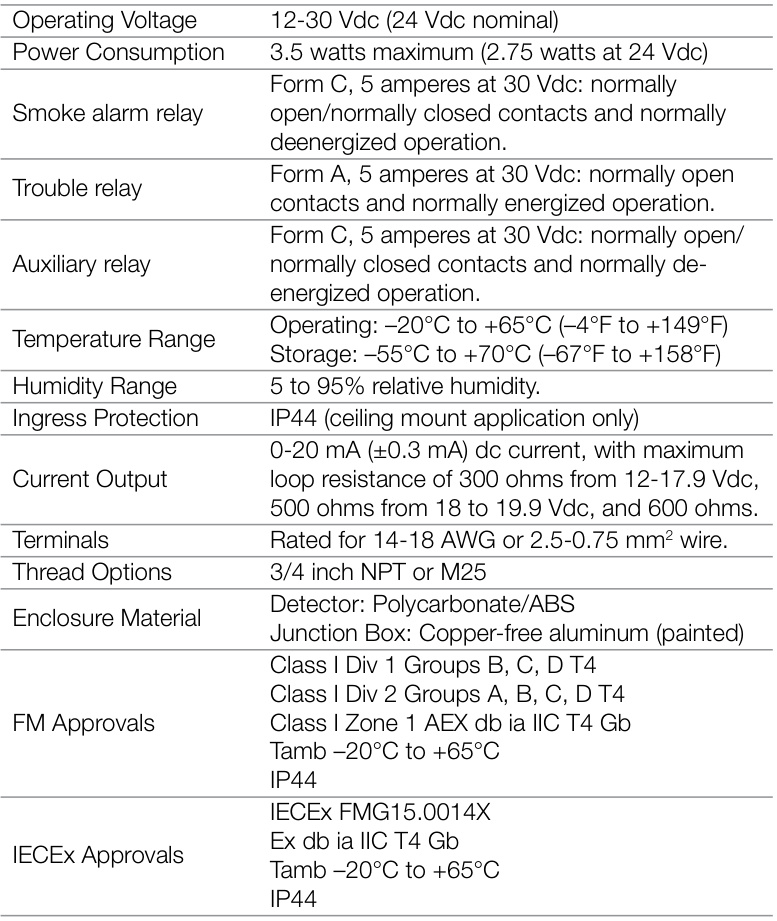 Operating Voltage 12-30 Vdc (24 Vdc nominal)
Power Consumption 3.5 watts maximum (2.75 watts at 24 Vdc)
Smoke alarm relay
Form C, 5 amperes at 30 Vdc: normally
open/normally closed contacts and normally
deenergized operation.
Trouble relay
Form A, 5 amperes at 30 Vdc: normally open
contacts and normally energized operation.
Auxiliary relay
Form C, 5 amperes at 30 Vdc: normally open/
normally closed contacts and normally de-
energized operation.
Temperature Range
Operating: –20°C to +65°C (–4°F to +149°F)
Storage: –55°C to +70°C (–67°F to +158°F)
Humidity Range 5 to 95% relative humidity.
Ingress Protection IP44 (ceiling mount application only)
Current Output
0-20 mA (±0.3 mA) dc current, with maximum
loop resistance of 300 ohms from 12-17.9 Vdc,
500 ohms from 18 to 19.9 Vdc, and 600 ohms.
Terminals Rated for 14-18 AWG or 2.5-0.75 mm² wire.
Thread Options 3/4 inch NPT or M25
Enclosure Material
Detector: Polycarbonate/ABS
Junction Box: Copper-free aluminum (painted)
FM Approvals
Class I Div 1 Groups B, C, D T4
Class I Div 2 Groups A, B, C, D T4
Class I Zone 1 AEX db ia IIC T4 Gb
Tamb –20°C to +65°C
IP44
IECEx Approvals
IECEx FMG15.0014X
Ex db ia IIC T4 Gb
Tamb –20°C to +65°C
IP44